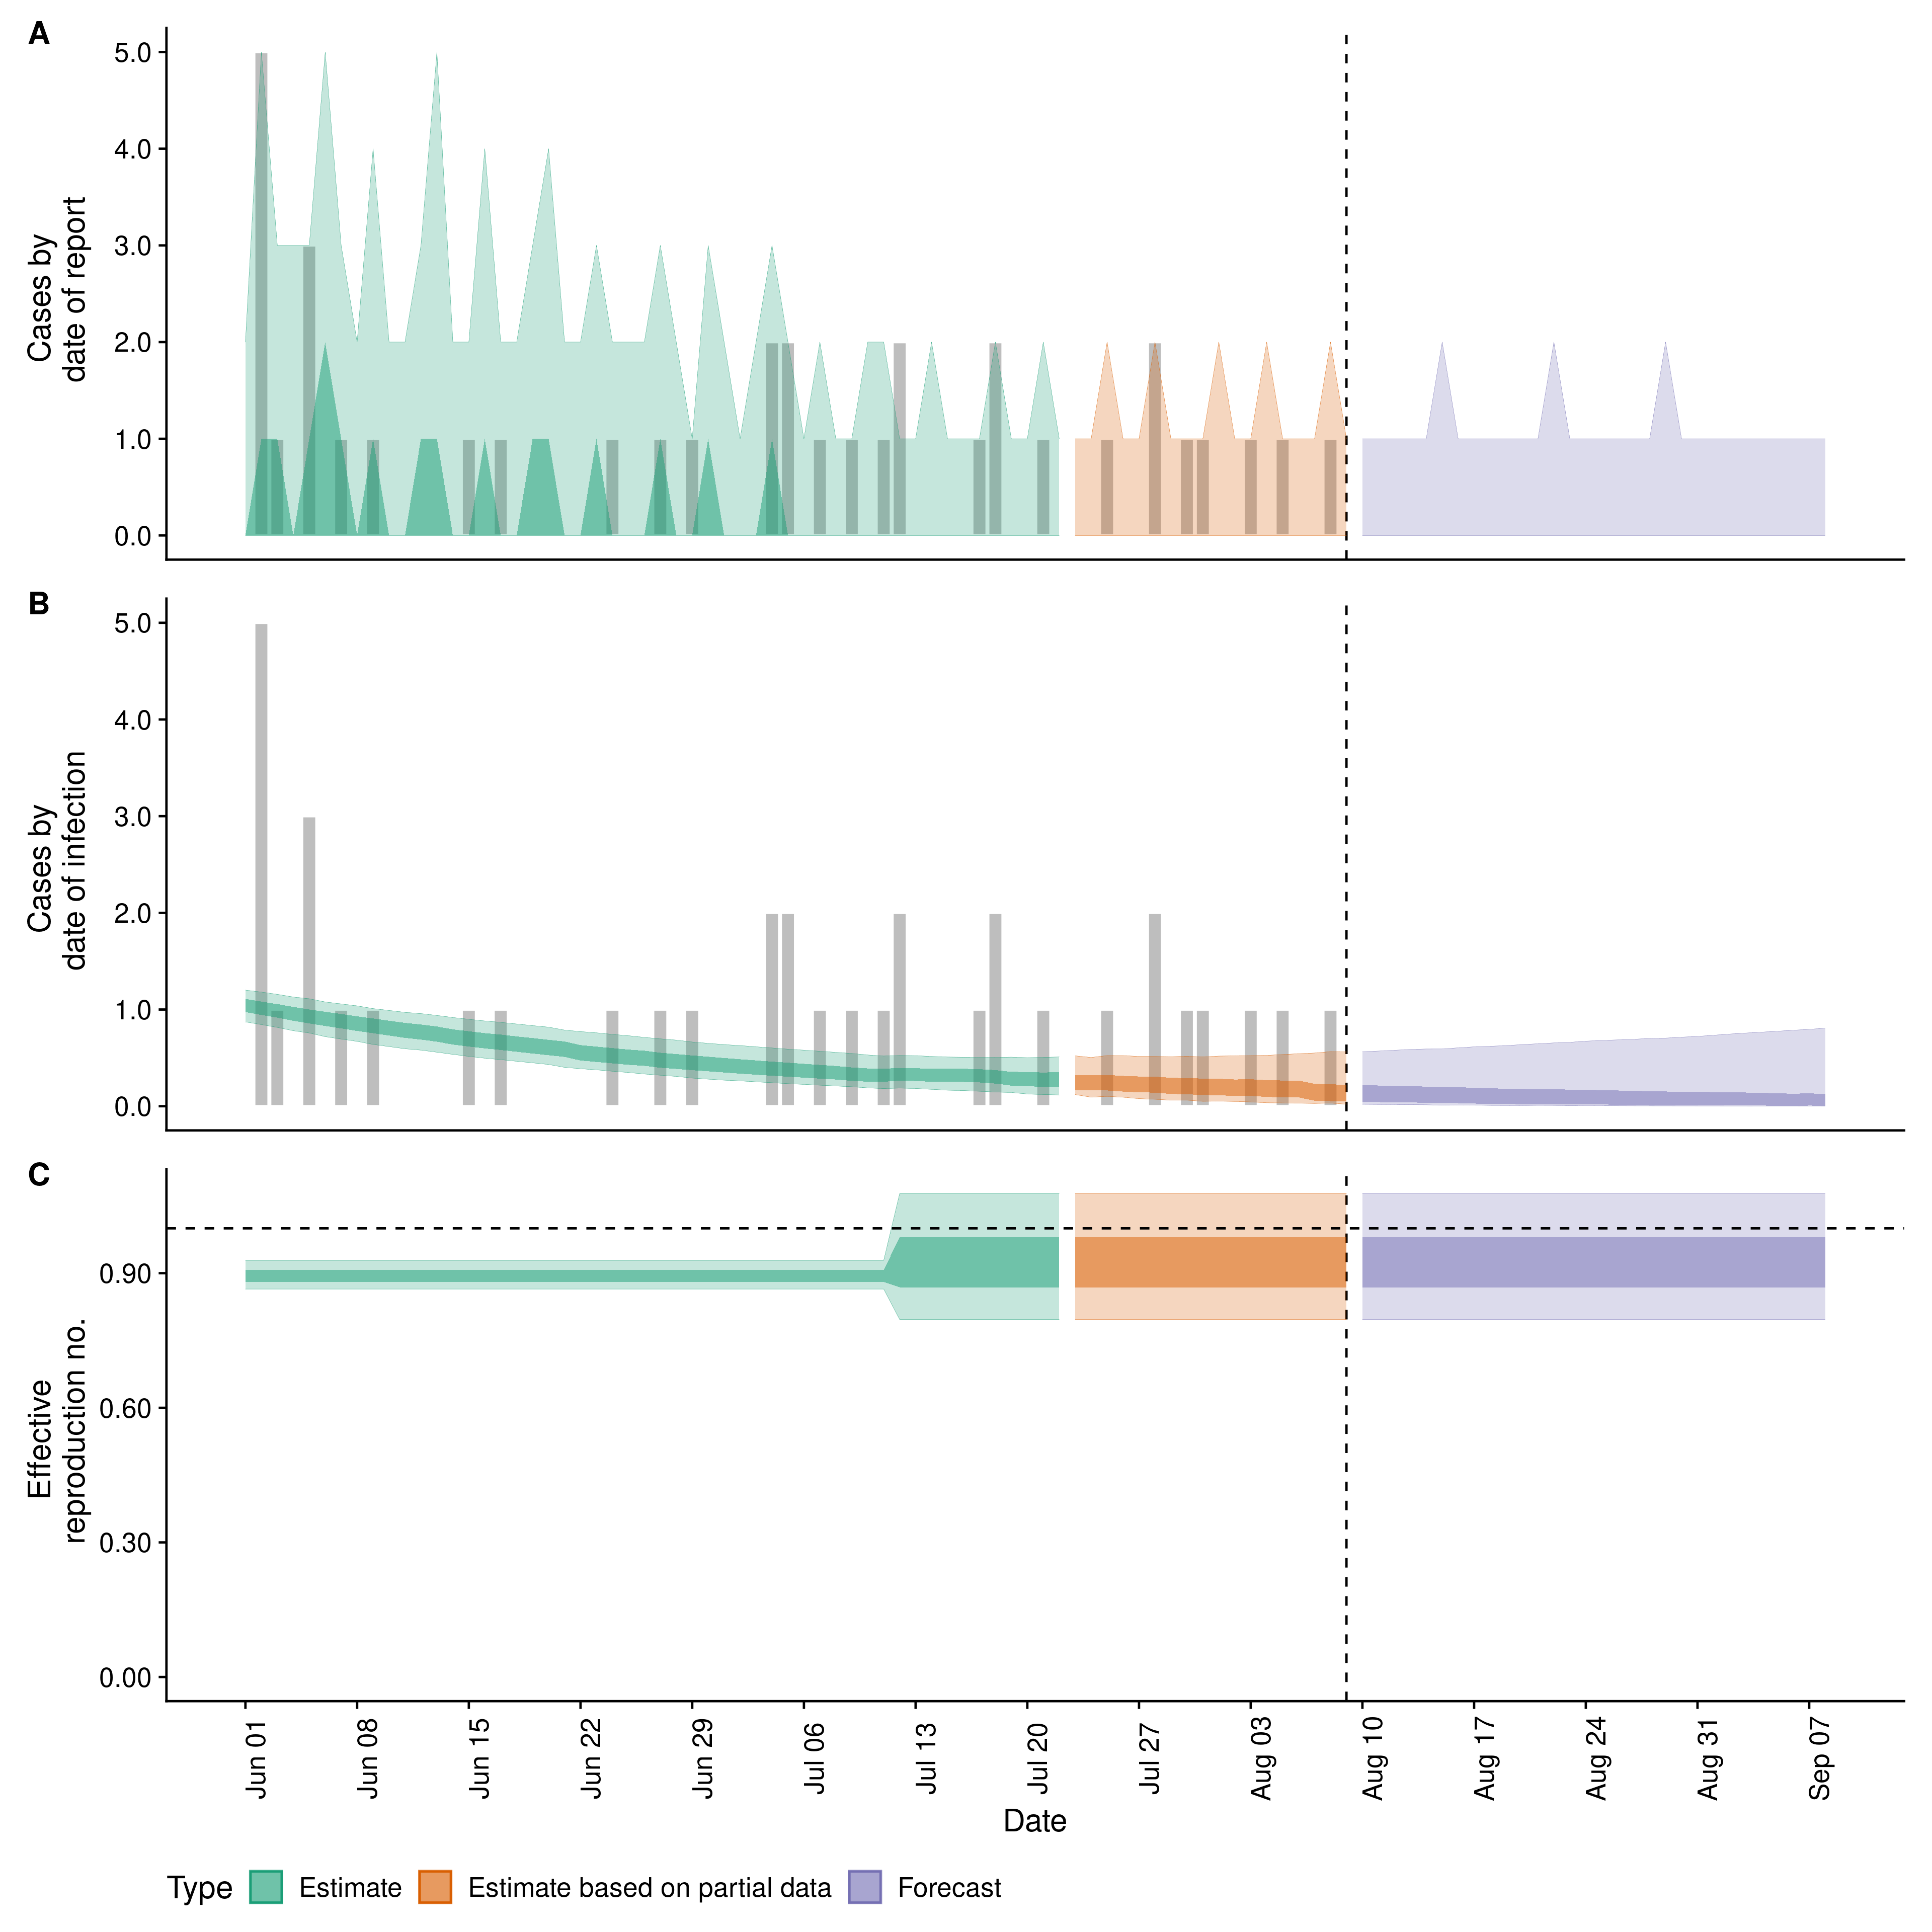 A
Cases by
date of report
5.0
4.0
3.0
2.0
1.0
0.0
B
Cases by
date of infection
5.0
4.0
3.0
2.0
1.0
0.0
C
Effective
reproduction no.
0.90
0.60
0.30
0.00
Jun 01
Jun 08
Jun 15
Jun 22
Jun 29
Jul 06
Jul 13
Jul 20
Jul 27
Aug 03
Aug 10
Aug 17
Aug 24
Aug 31
Sep 07
Date
Type Estimate Estimate based on partial data Forecast